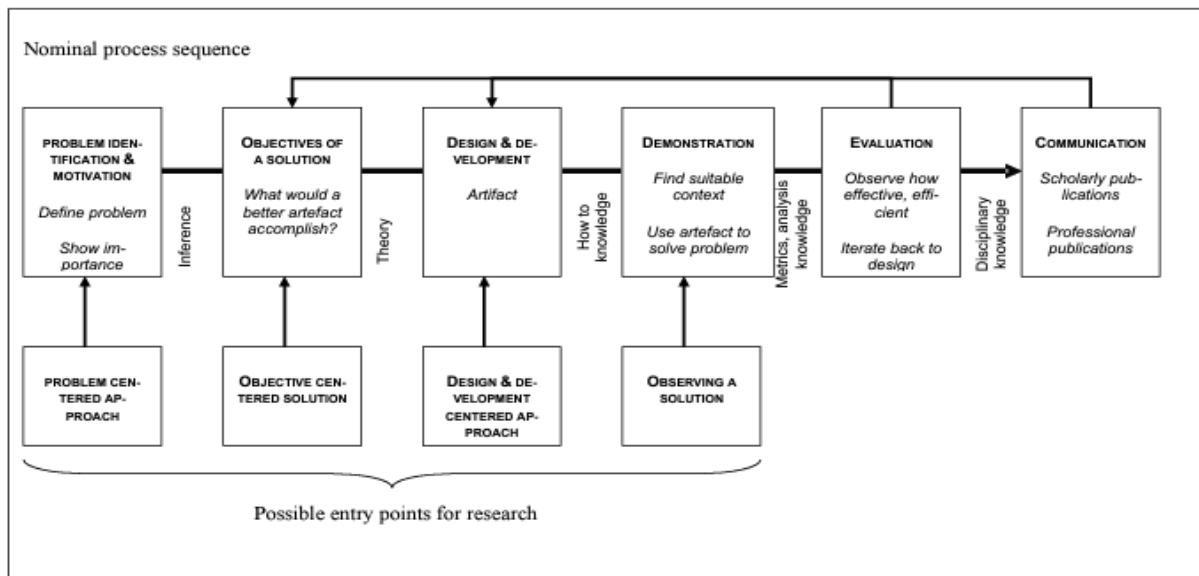 Nominal process sequence
PROBLEM IDEN-
TIFICATION &
MOTIVATION
Define problem
Show im-
portance
Inference
OBJECTIVES OF
A SOLUTION
What would a
better artefact
accomplish?
Theory
DESIGN & DE-
VELOPMENT
Artifact
How to
knowledge
DEMONSTRATION
Find suitable
context
Use artefact to
solve problem
Metrics, analysis
knowledge
EVALUATION
Observe how
effective, effi-
cient
Iterate back to
design
Disciplinary
knowledge
COMMUNICATION
Scholarly pub-
lications
Professional
publications
PROBLEM CEN-
TERED AP-
PROACH
OBJECTIVE CEN-
TERED SOLUTION
DESIGN & DE-
VELOPMENT
CENTERED AP-
PROACH
OBSERVING A
SOLUTION
Possible entry points for research